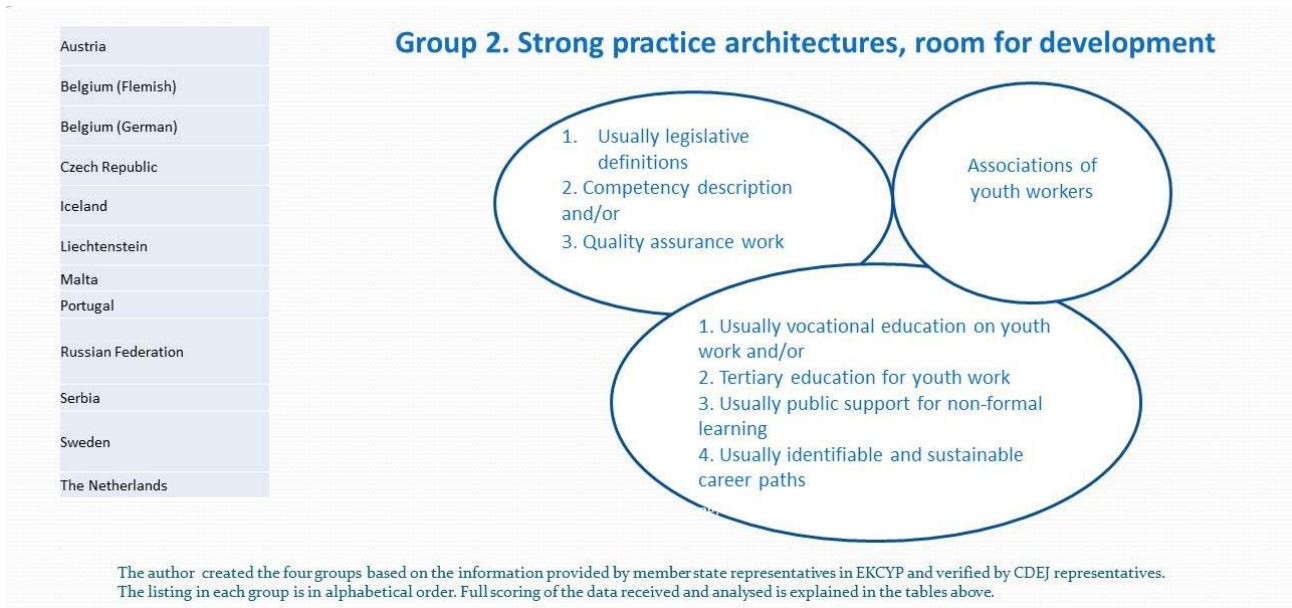 Group 2. Strong practice architectures, room for development
Austria
Belgium (Flemish)
Belgium (German)
Czech Republic
Iceland
Liechtenstein
Malta
Portugal
Russian Federation
Serbia
Sweden
The Netherlands
1. Usually legislative
definitions
2. Competency description
and/or
3. Quality assurance work
Associations of
youth workers
1. Usually vocational education on youth
work and/or
2. Tertiary education for youth work
3. Usually public support for non-formal
learning
4. Usually identifiable and sustainable
career paths
The author created the four groups based on the information provided by member state representatives in EKCYP and verified by CDEJ representatives.
The listing in each group is in alphabetical order. Full scoring of the data received and analysed is explained in the tables above.